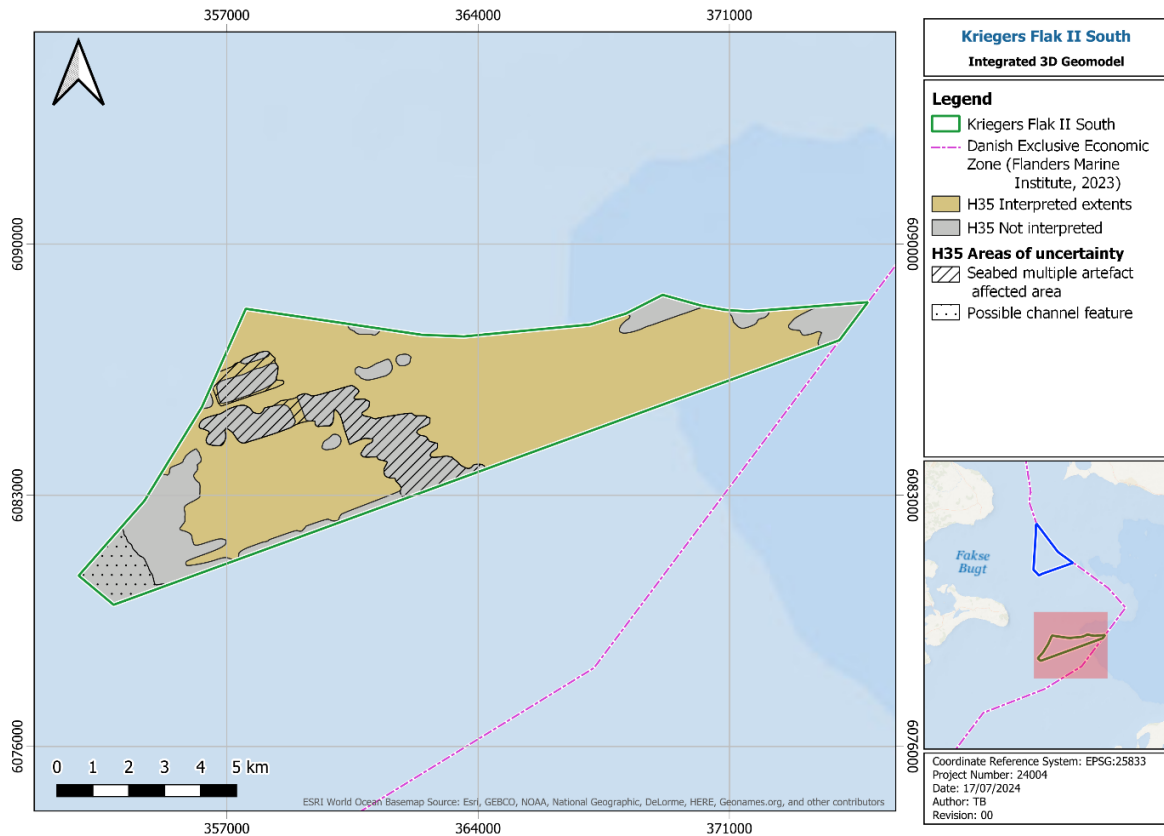 357000
364000
371000
Kriegers Flak II South
Integrated 3D Geomodel
Legend
Kriegers Flak II South
Danish Exclusive Economic
Zone (Flanders Marine
Institute, 2023)
H35 Interpreted extents
H35 Not interpreted
H35 Areas of uncertainty
Seabed multiple artefact
affected area
Possible channel feature
6090000
6090000
6083000
6083000
6076000
6076000
Fakse
Bugt
0 1 2 3 4 5 km
ESRI World Ocean Basemap Source: Esri, GEBCO, NOAA, National Geographic, DeLorme, HERE, Geonames.org, and other contributors
357000
364000
371000
Coordinate Reference System: EPSG:25833
Project Number: 24004
Date: 17/07/2024
Author: TB
Revision: 00